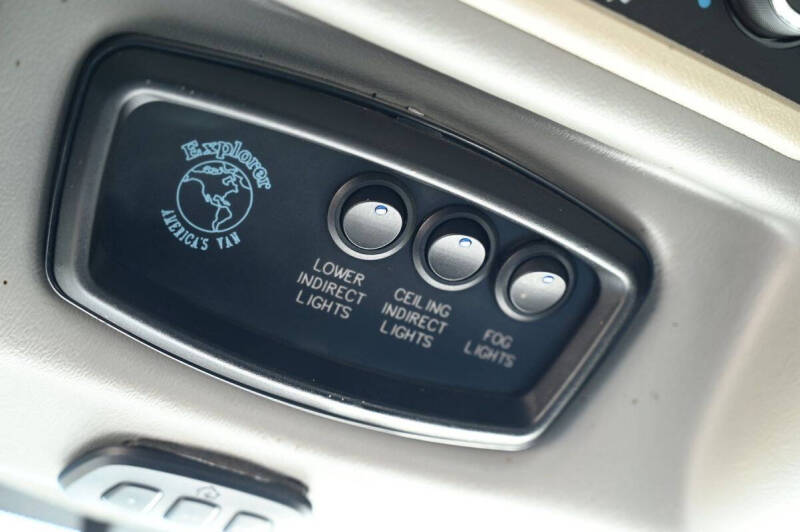 Explorer
AMERICA'S VAN
LOWER
INDIRECT
LIGHTS
CEILING
INDIRECT
LIGHTS
FOG
LIGHTS